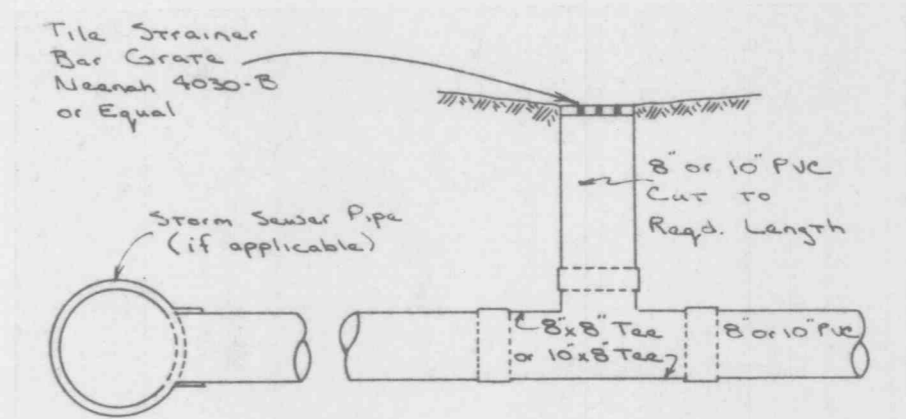 Tile Strainer
Bar Grate
Neenah 4030-B
or Equal
8" or 10" PVC
Cut To
Reqd. Length
Storm Sewer Pipe
(if applicable)
8"x8" Tee
or 10"x8" Tee
8" or 10" PVC